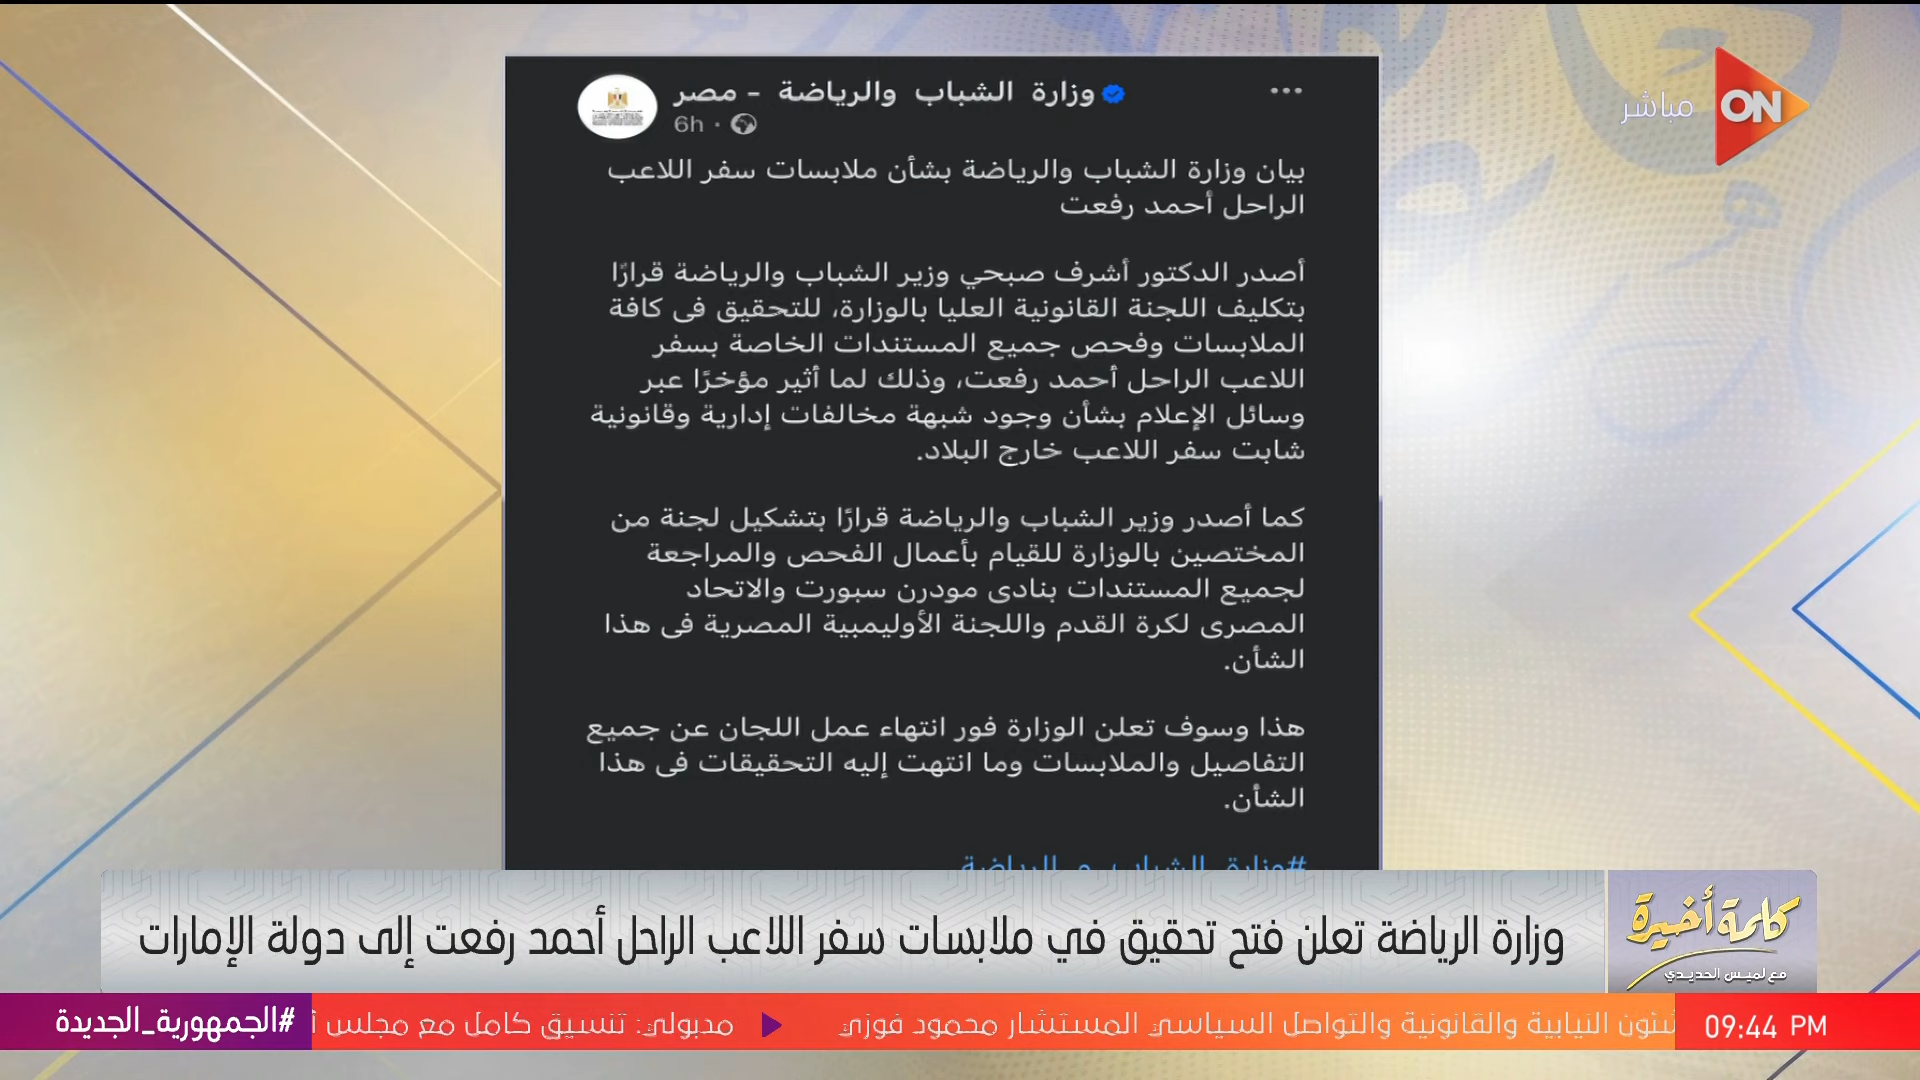 مباشر ON
وزارة الشباب والرياضة - مصر
6h
بيان وزارة الشباب والرياضة بشأن ملابسات سفر اللاعب
الراحل أحمد رفعت
أصدر الدكتور أشرف صبحي وزير الشباب والرياضة قرارًا
بتكليف اللجنة القانونية العليا بالوزارة، للتحقيق فى كافة
الملابسات وفحص جميع المستندات الخاصة بسفر
اللاعب الراحل أحمد رفعت، وذلك لما أثير مؤخرًا عبر
وسائل الإعلام بشأن وجود شبهة مخالفات إدارية وقانونية
شابت سفر اللاعب خارج البلاد.
كما أصدر وزير الشباب والرياضة قرارًا بتشكيل لجنة من
المختصين بالوزارة للقيام بأعمال الفحص والمراجعة
لجميع المستندات بنادى مودرن سبورت والاتحاد
المصرى لكرة القدم واللجنة الأوليمبية المصرية فى هذا
الشأن.
هذا وسوف تعلن الوزارة فور انتهاء عمل اللجان عن جميع
التفاصيل والملابسات وما انتهت إليه التحقيقات فى هذا
الشأن.
#وزارة_الشباب_و_الرياضة
كلمة أخيرة
مع لميس الحديدي
وزارة الرياضة تعلن فتح تحقيق في ملابسات سفر اللاعب الراحل أحمد رفعت إلى دولة الإمارات
09:44 PM
شئون النيابية والقانونية والتواصل السياسي المستشار محمود فوزي
مدبولي: تنسيق كامل مع مجلس
#الجمهورية_الجديدة